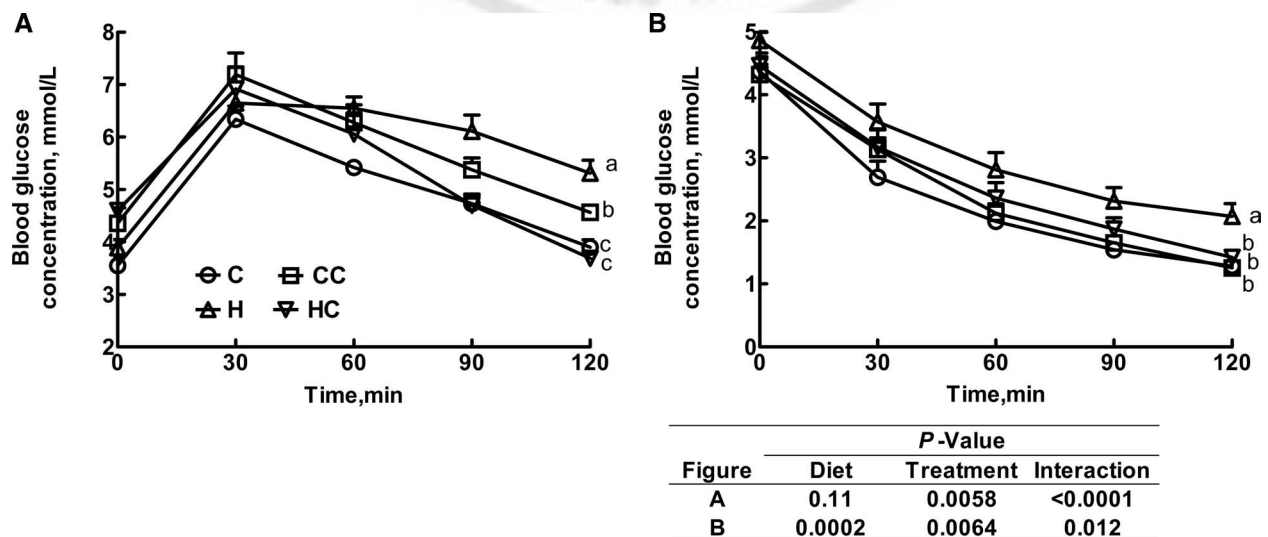 A
Blood glucose
concentration, mmol/L
8
7
6
5
4
3
2
0 30 60 90 120
Time,min
C CC
H HC
a
b
c
c
B
Blood glucose
concentration, mmol/L
5
4
3
2
1
0
0 30 60 90 120
Time,min
a
b
b
b
P-Value
Figure Diet Treatment Interaction
A 0.11 0.0058 <0.0001
B 0.0002 0.0064 0.012